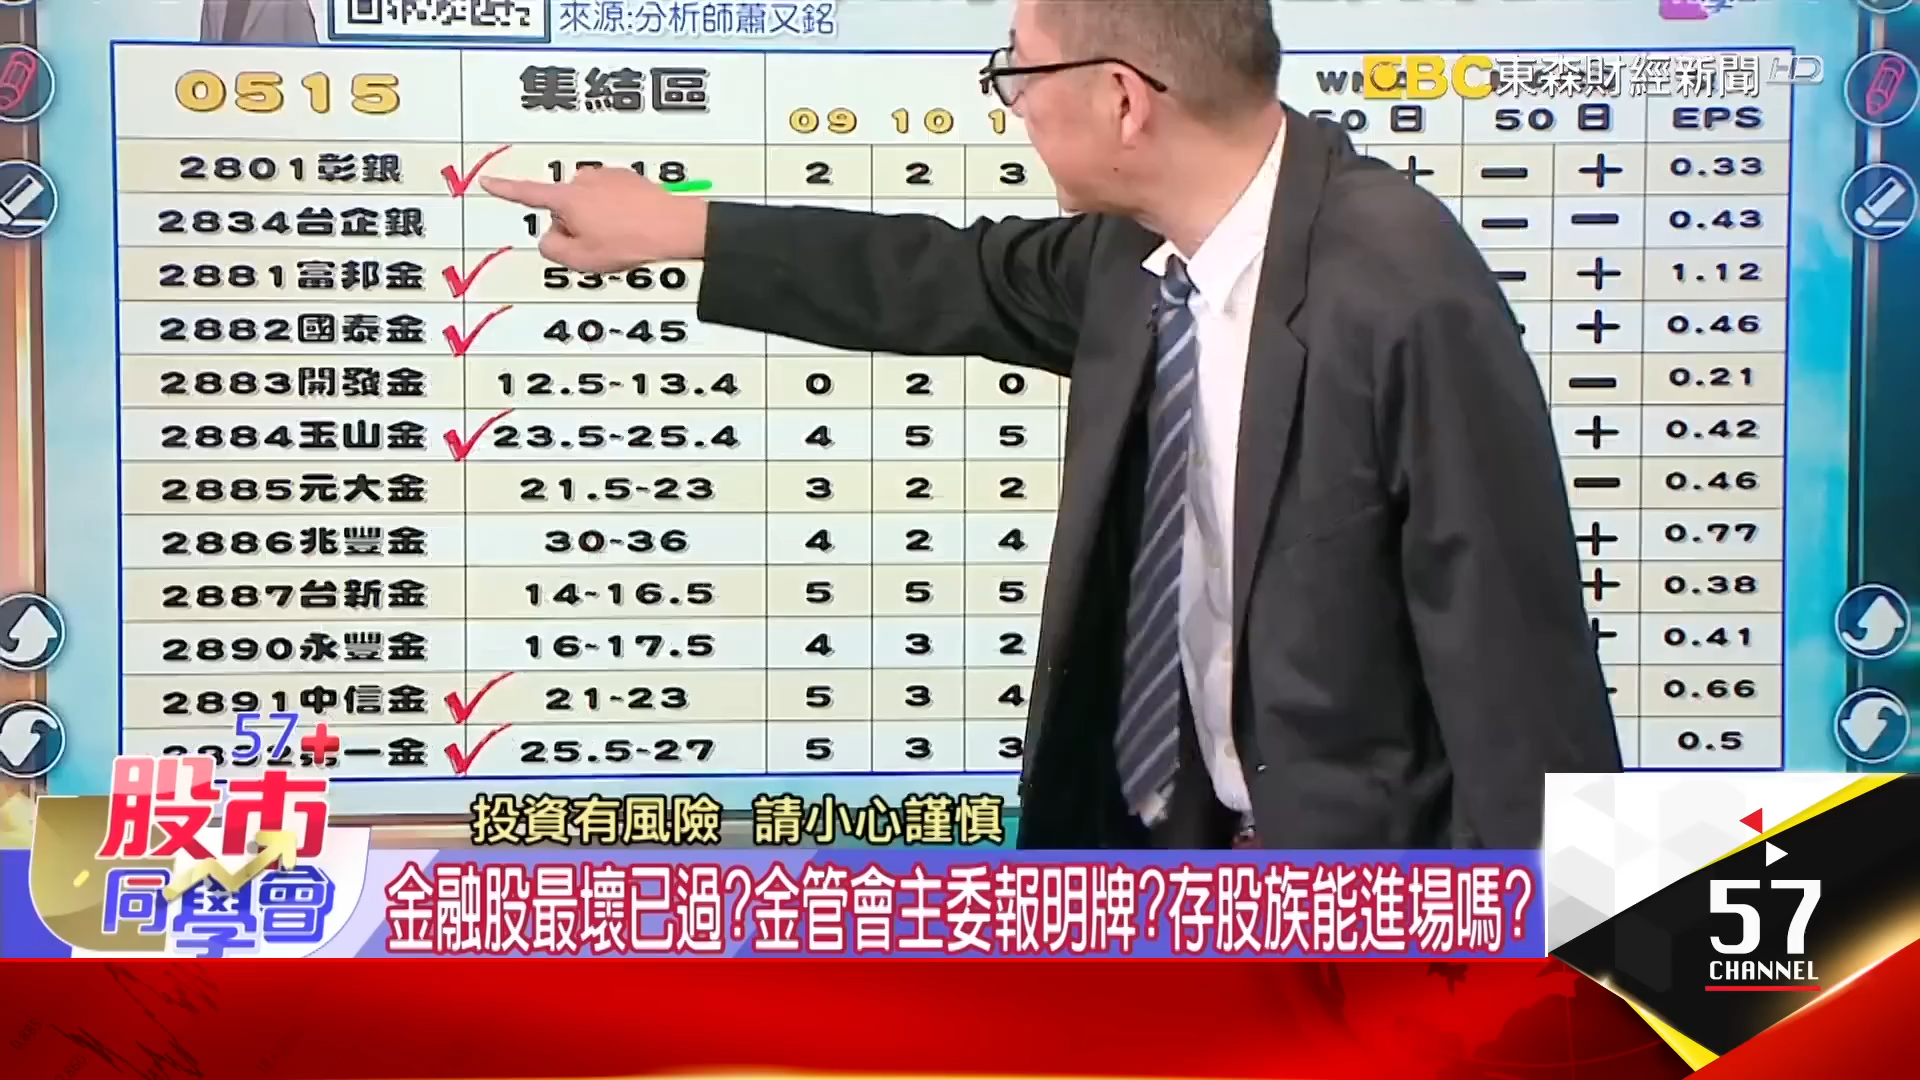 來源:分析師蕭又銘
EBC東森財經新聞HD
0515 集結區
09 10 50日 50日 EPS
2801彰銀 18 2 2 3 + − + 0.33
2834台企銀 − − 0.43
2881富邦金 53-60 + 1.12
2882國泰金 40-45 + 0.46
2883開發金 12.5-13.4 0 2 0 − 0.21
2884玉山金 23.5-25.4 4 5 5 + 0.42
2885元大金 21.5-23 3 2 2 − 0.46
2886兆豐金 30-36 4 2 4 + 0.77
2887台新金 14-16.5 5 5 5 + 0.38
2890永豐金 16-17.5 4 3 2 0.41
2891中信金 21-23 5 3 4 0.66
一金 25.5-27 5 3 3 0.5
57+
股市
同學會
投資有風險 請小心謹慎
金融股最壞已過?金管會主委報明牌?存股族能進場嗎?
57
CHANNEL